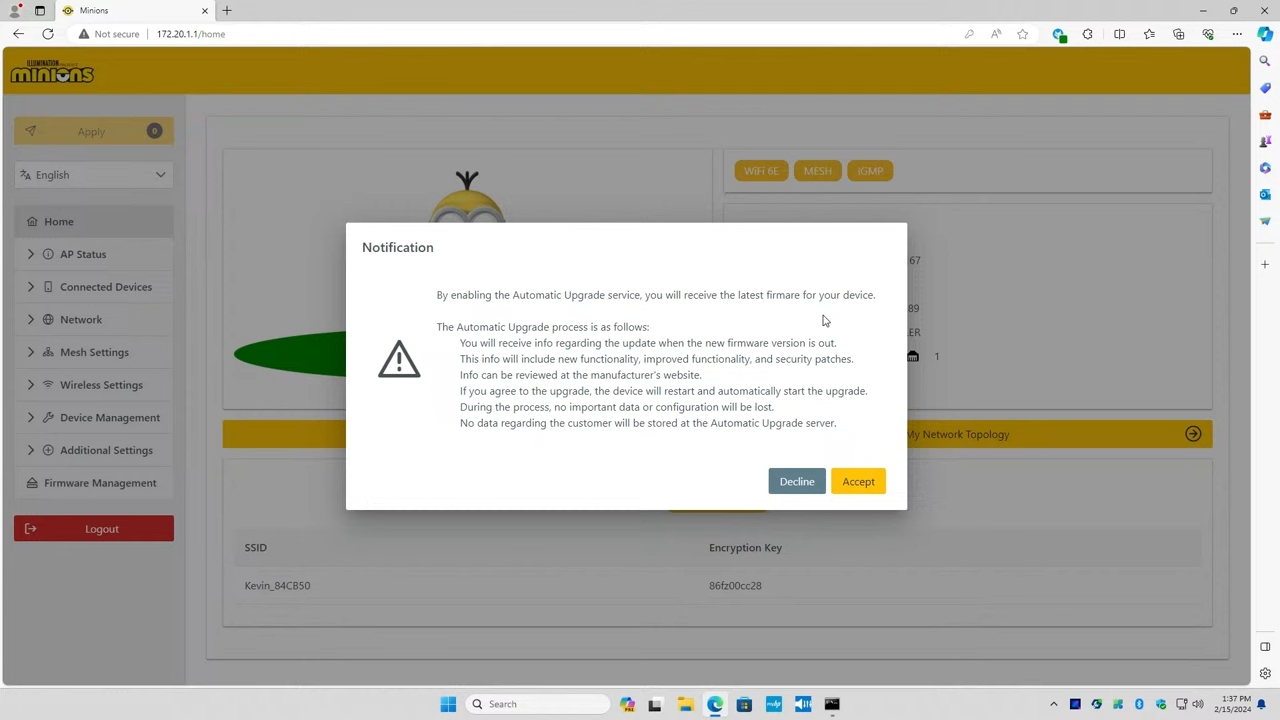 Minions
Not secure
172.20.1.1/home
ILLUMINATION PRESENTS
minions
Apply
0
English
Home
AP Status
Connected Devices
Network
Mesh Settings
Wireless Settings
Device Management
Additional Settings
Firmware Management
Logout
WiFi 6E
MESH
IGMP
67
89
LER
1
Notification
By enabling the Automatic Upgrade service, you will receive the latest firmare for your device.
The Automatic Upgrade process is as follows:
You will receive info regarding the update when the new firmware version is out.
This info will include new functionality, improved functionality, and security patches.
Info can be reviewed at the manufacturer's website.
If you agree to the upgrade, the device will restart and automatically start the upgrade.
During the process, no important data or configuration will be lost.
No data regarding the customer will be stored at the Automatic Upgrade server.
Decline
Accept
My Network Topology
SSID
Encryption Key
Kevin_84CB50
86fz00cc28
Search
1:37 PM
2/15/2024